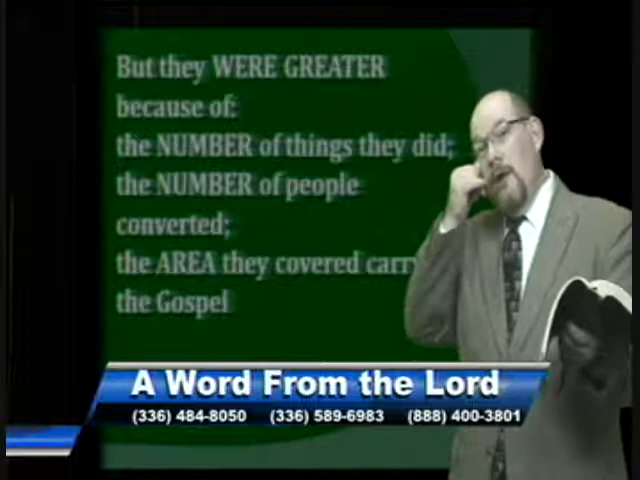 But they WERE GREATER
because of:
the NUMBER of things they did;
the NUMBER of people
converted;
the AREA they covered carr
the Gospel
A Word From the Lord
(336) 484-8050 (336) 589-6983 (888) 400-3801